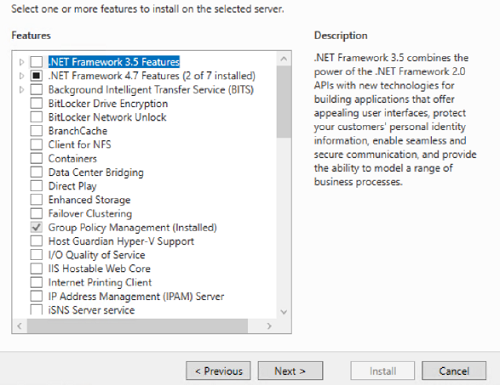 Select one or more features to install on the selected server.
Features
Description
.NET Framework 3.5 Features
.NET Framework 4.7 Features (2 of 7 installed)
Background Intelligent Transfer Service (BITS)
BitLocker Drive Encryption
BitLocker Network Unlock
BranchCache
Client for NFS
Containers
Data Center Bridging
Direct Play
Enhanced Storage
Failover Clustering
Group Policy Management (Installed)
Host Guardian Hyper-V Support
I/O Quality of Service
IIS Hostable Web Core
Internet Printing Client
IP Address Management (IPAM) Server
iSNS Server service
.NET Framework 3.5 combines the
power of the .NET Framework 2.0
APIs with new technologies for
building applications that offer
appealing user interfaces, protect
your customers' personal identity
information, enable seamless and
secure communication, and provide
the ability to model a range of
business processes.
< Previous
Next >
Install
Cancel